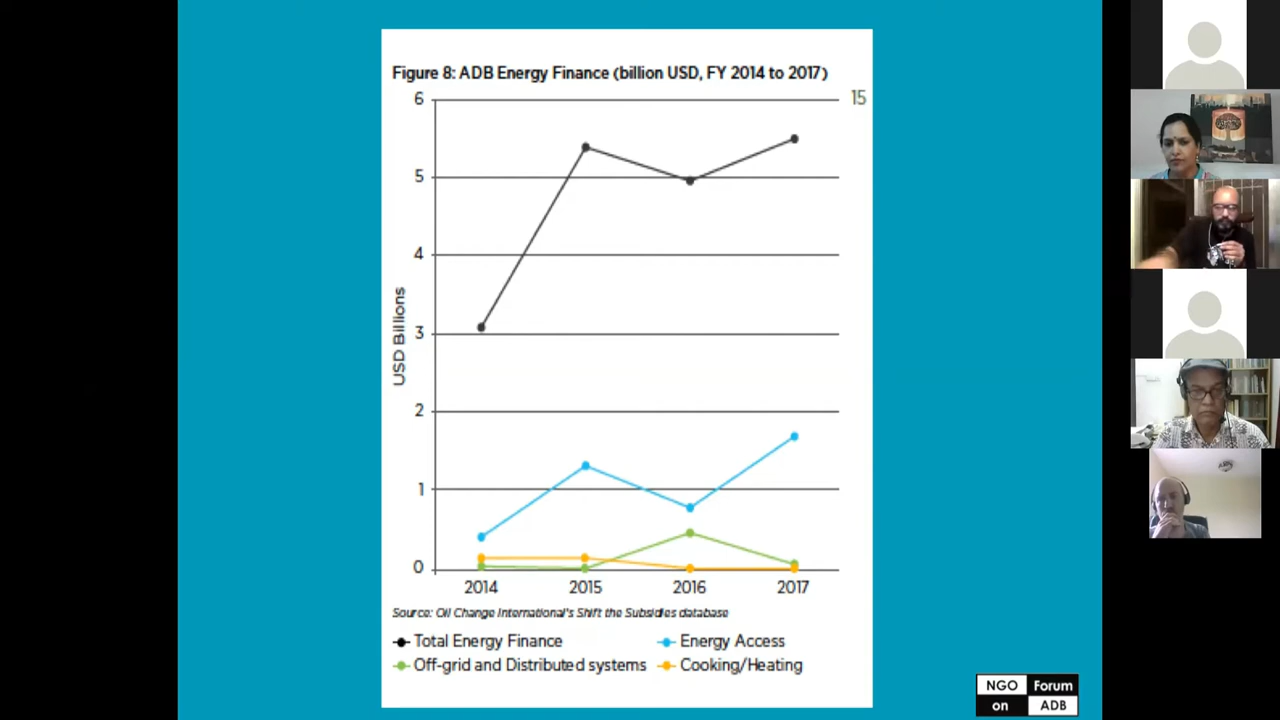 Figure 8: ADB Energy Finance (billion USD, FY 2014 to 2017)
6
15
5
4
3
2
1
0
USD Billions
2014 2015 2016 2017
Source: Oil Change International's Shift the Subsidies database
Total Energy Finance
Energy Access
Off-grid and Distributed systems
Cooking/Heating
NGO Forum
on ADB